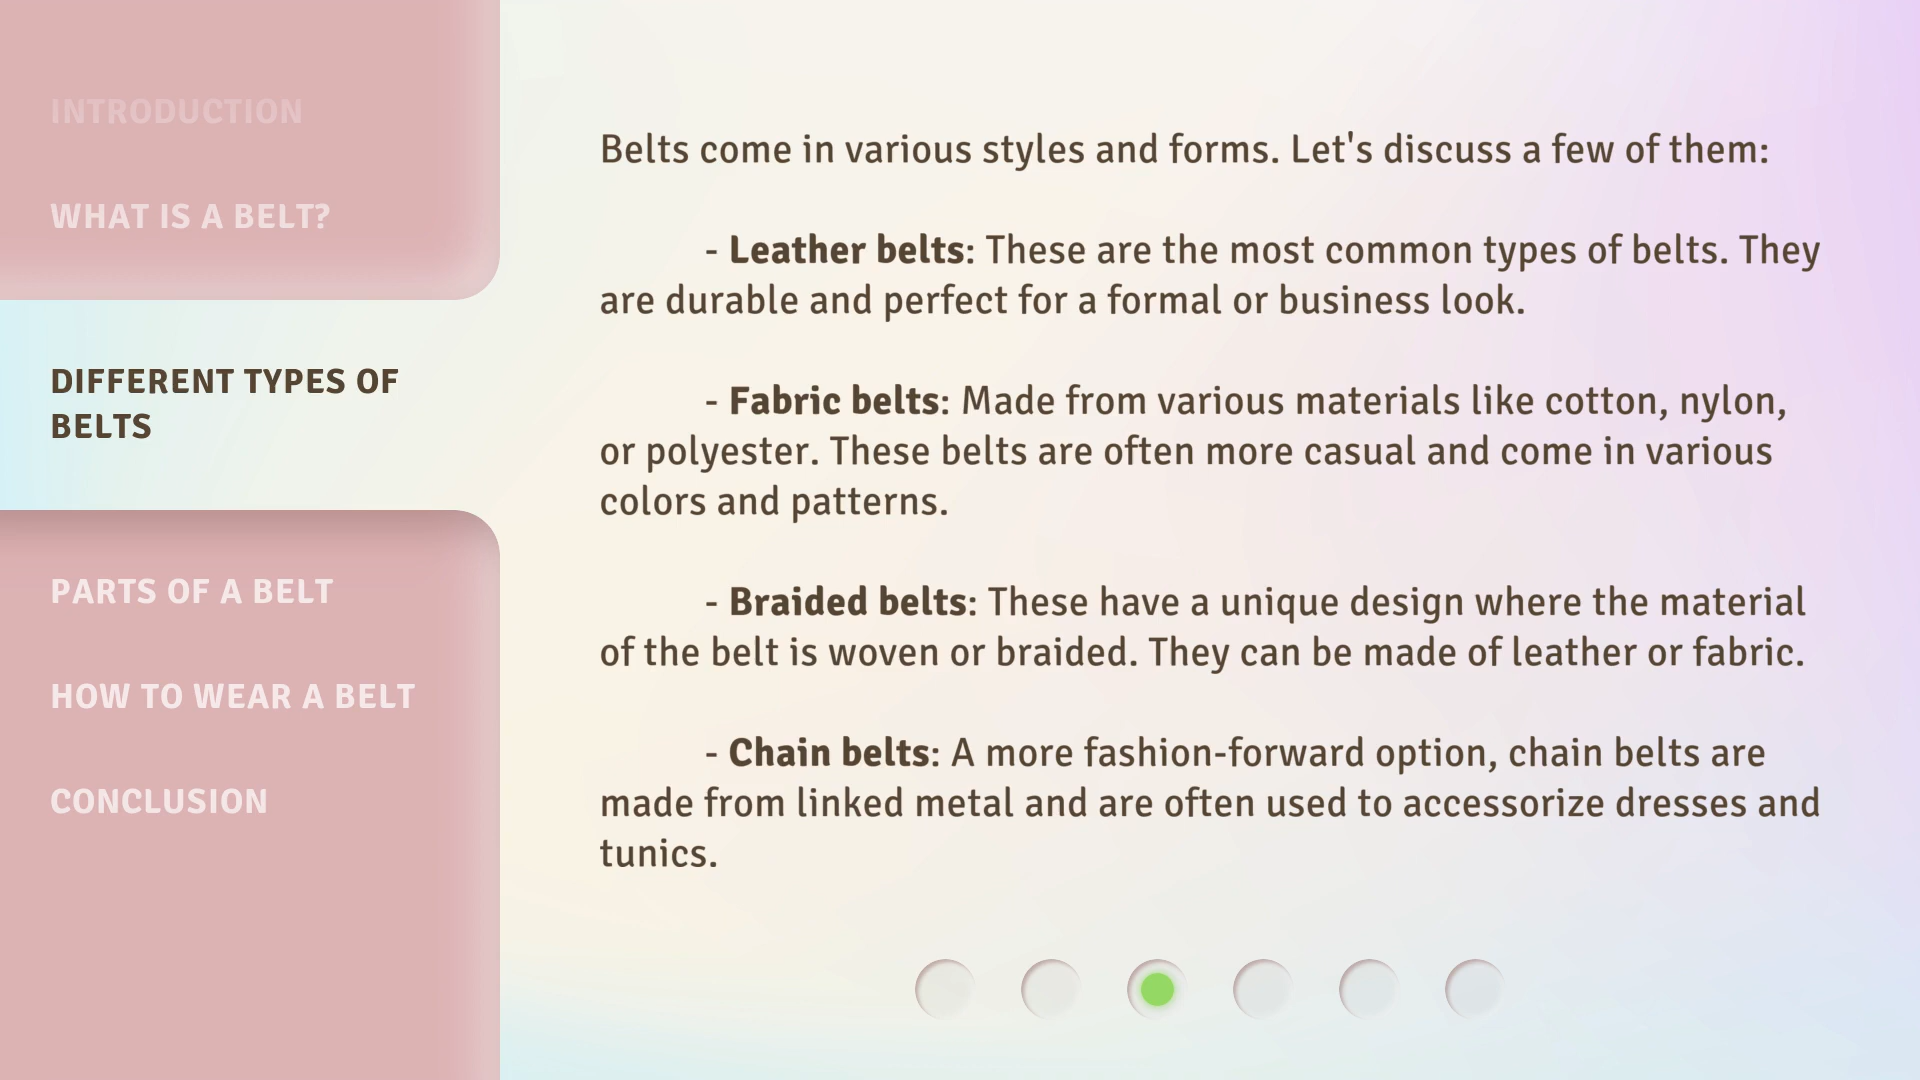 INTRODUCTION
WHAT IS A BELT?
DIFFERENT TYPES OF
BELTS
PARTS OF A BELT
HOW TO WEAR A BELT
CONCLUSION
Belts come in various styles and forms. Let's discuss a few of them:
- Leather belts: These are the most common types of belts. They
are durable and perfect for a formal or business look.
- Fabric belts: Made from various materials like cotton, nylon,
or polyester. These belts are often more casual and come in various
colors and patterns.
- Braided belts: These have a unique design where the material
of the belt is woven or braided. They can be made of leather or fabric.
- Chain belts: A more fashion-forward option, chain belts are
made from linked metal and are often used to accessorize dresses and
tunics.